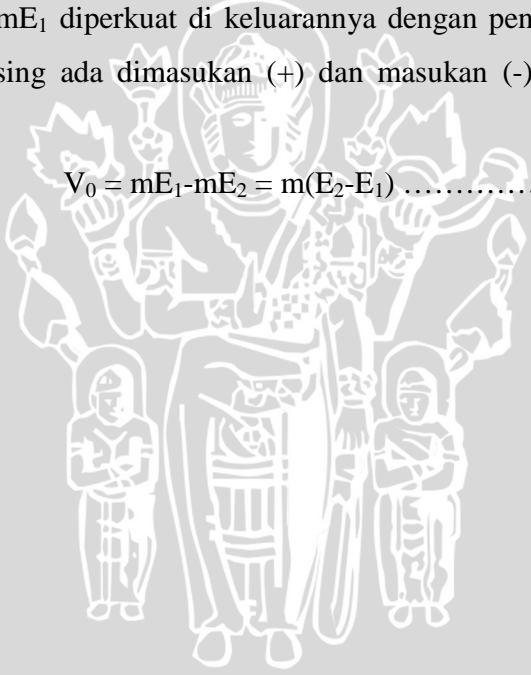 mE₁ diperkuat di keluarannya dengan pen
sing ada dimasukan (+) dan masukan (-)
V₀ = mE₁-mE₂ = m(E₂-E₁) ……………